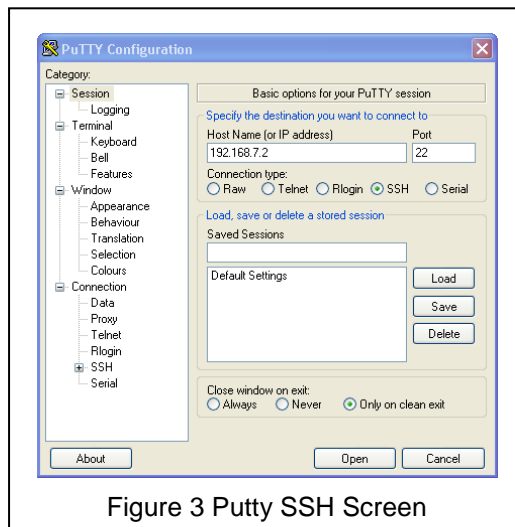 PuTTY Configuration
Category:
Session
Logging
Terminal
Keyboard
Bell
Features
Window
Appearance
Behaviour
Translation
Selection
Colours
Connection
Data
Proxy
Telnet
Rlogin
SSH
Serial
Basic options for your PuTTY session
Specify the destination you want to connect to
Host Name (or IP address) Port
192.168.7.2 22
Connection type:
Raw Telnet Rlogin SSH Serial
Load, save or delete a stored session
Saved Sessions
Default Settings
Load
Save
Delete
Close window on exit:
Always Never Only on clean exit
About Open Cancel
Figure 3 Putty SSH Screen